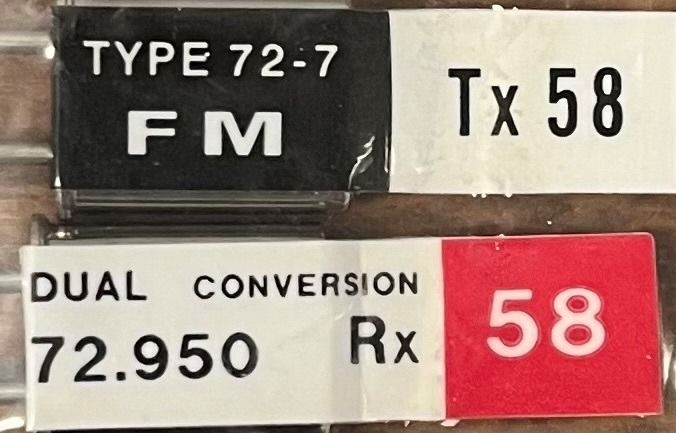 TYPE 72-7
FM
Tx 58
DUAL CONVERSION
72.950 Rx
58